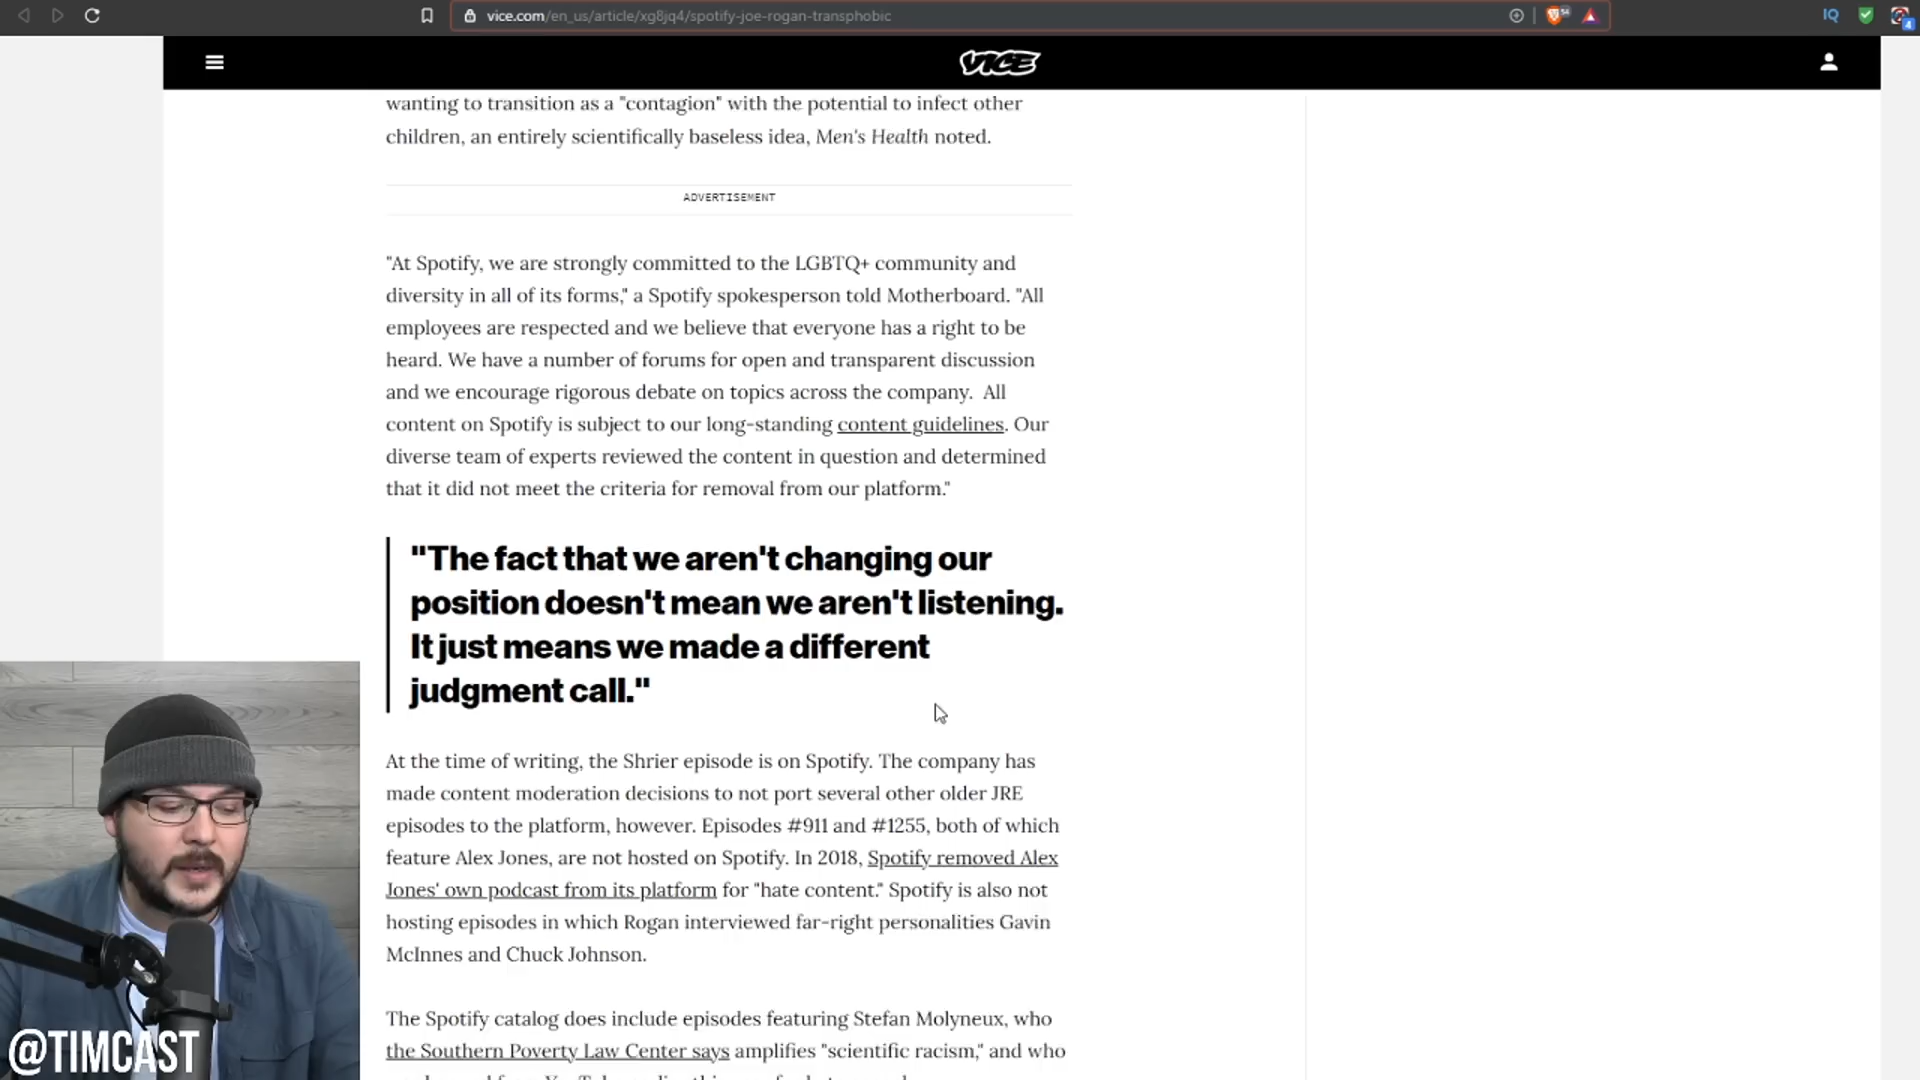 vice.com/en_us/article/xg8jq4/spotify-joe-rogan-transphobic
IQ
4
VICE
wanting to transition as a "contagion" with the potential to infect other
children, an entirely scientifically baseless idea, Men's Health noted.
ADVERTISEMENT
"At Spotify, we are strongly committed to the LGBTQ+ community and
diversity in all of its forms," a Spotify spokesperson told Motherboard. "All
employees are respected and we believe that everyone has a right to be
heard. We have a number of forums for open and transparent discussion
and we encourage rigorous debate on topics across the company.  All
content on Spotify is subject to our long-standing content guidelines. Our
diverse team of experts reviewed the content in question and determined
that it did not meet the criteria for removal from our platform."
"The fact that we aren't changing our
position doesn't mean we aren't listening.
It just means we made a different
judgment call."
At the time of writing, the Shrier episode is on Spotify. The company has
made content moderation decisions to not port several other older JRE
episodes to the platform, however. Episodes #911 and #1255, both of which
feature Alex Jones, are not hosted on Spotify. In 2018, Spotify removed Alex
Jones' own podcast from its platform for "hate content." Spotify is also not
hosting episodes in which Rogan interviewed far-right personalities Gavin
McInnes and Chuck Johnson.
The Spotify catalog does include episodes featuring Stefan Molyneux, who
the Southern Poverty Law Center says amplifies "scientific racism," and who
@TIMCAST